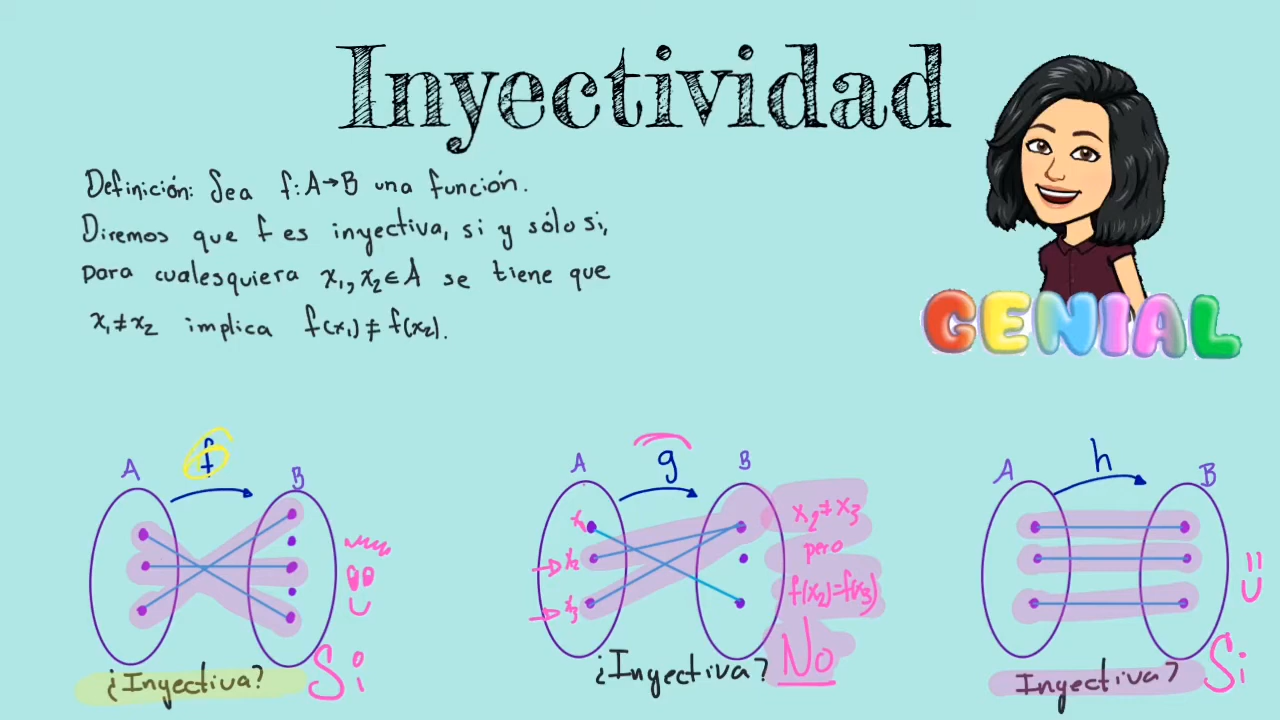 Inyectividad
Definición: Sea f: A→B una función.
Diremos que f es inyectiva, si y sólo si,
para cualesquiera x₁, x₂ ∈ A se tiene que
x₁ ≠ x₂ implica f(x₁) ≠ f(x₂).
GENIAL
f
A
B
¿Inyectiva?
Si
g
A
B
x₁
x₂
x₃
x₂ ≠ x₃
pero
f(x₂) = f(x₃)
¿Inyectiva?
No
h
A
B
Inyectiva?
Si